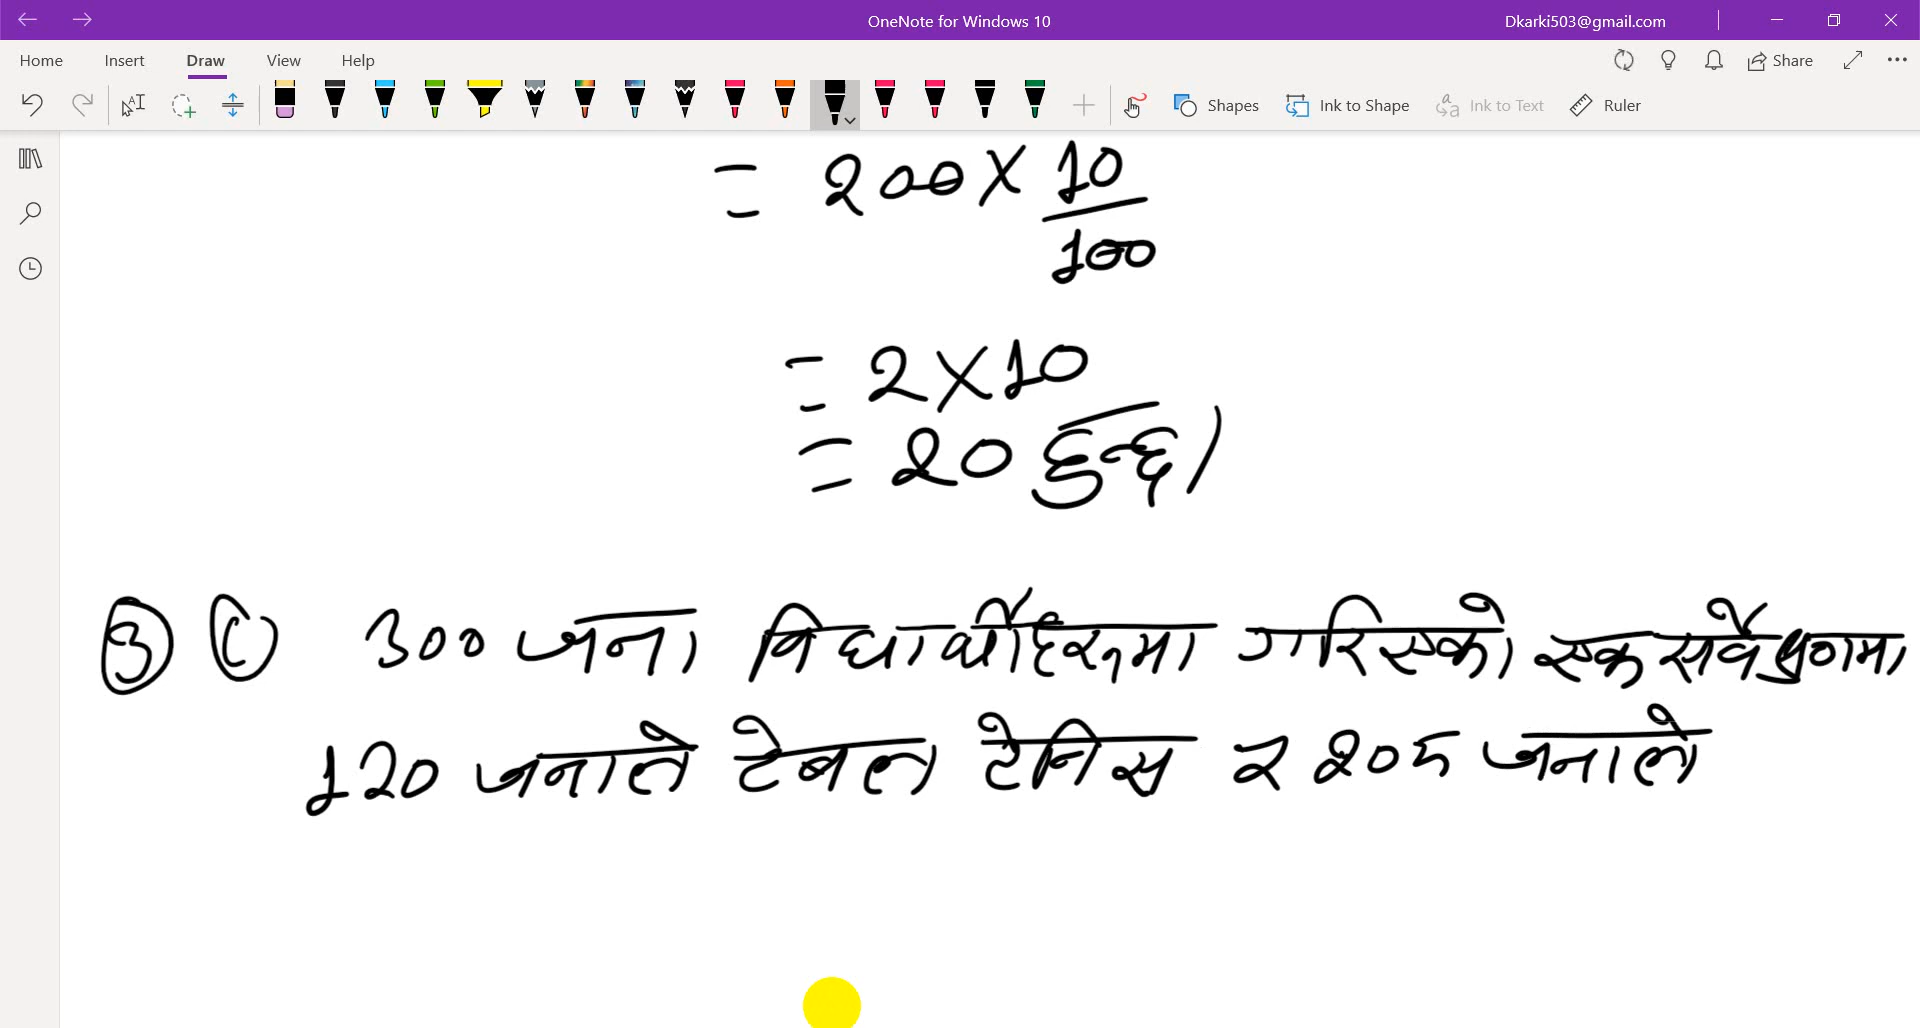 OneNote for Windows 10
Dkarki503@gmail.com
Home Insert Draw View Help
Share
Shapes Ink to Shape Ink to Text Ruler
= 200 X 10
100
= 2 X 10
= 20 हुन्छ।
3 C 300 जना विद्यार्थीहरूमा गरिएको एक सर्वेक्षणमा
120 जनाले टेबल टेनिस र जनाले